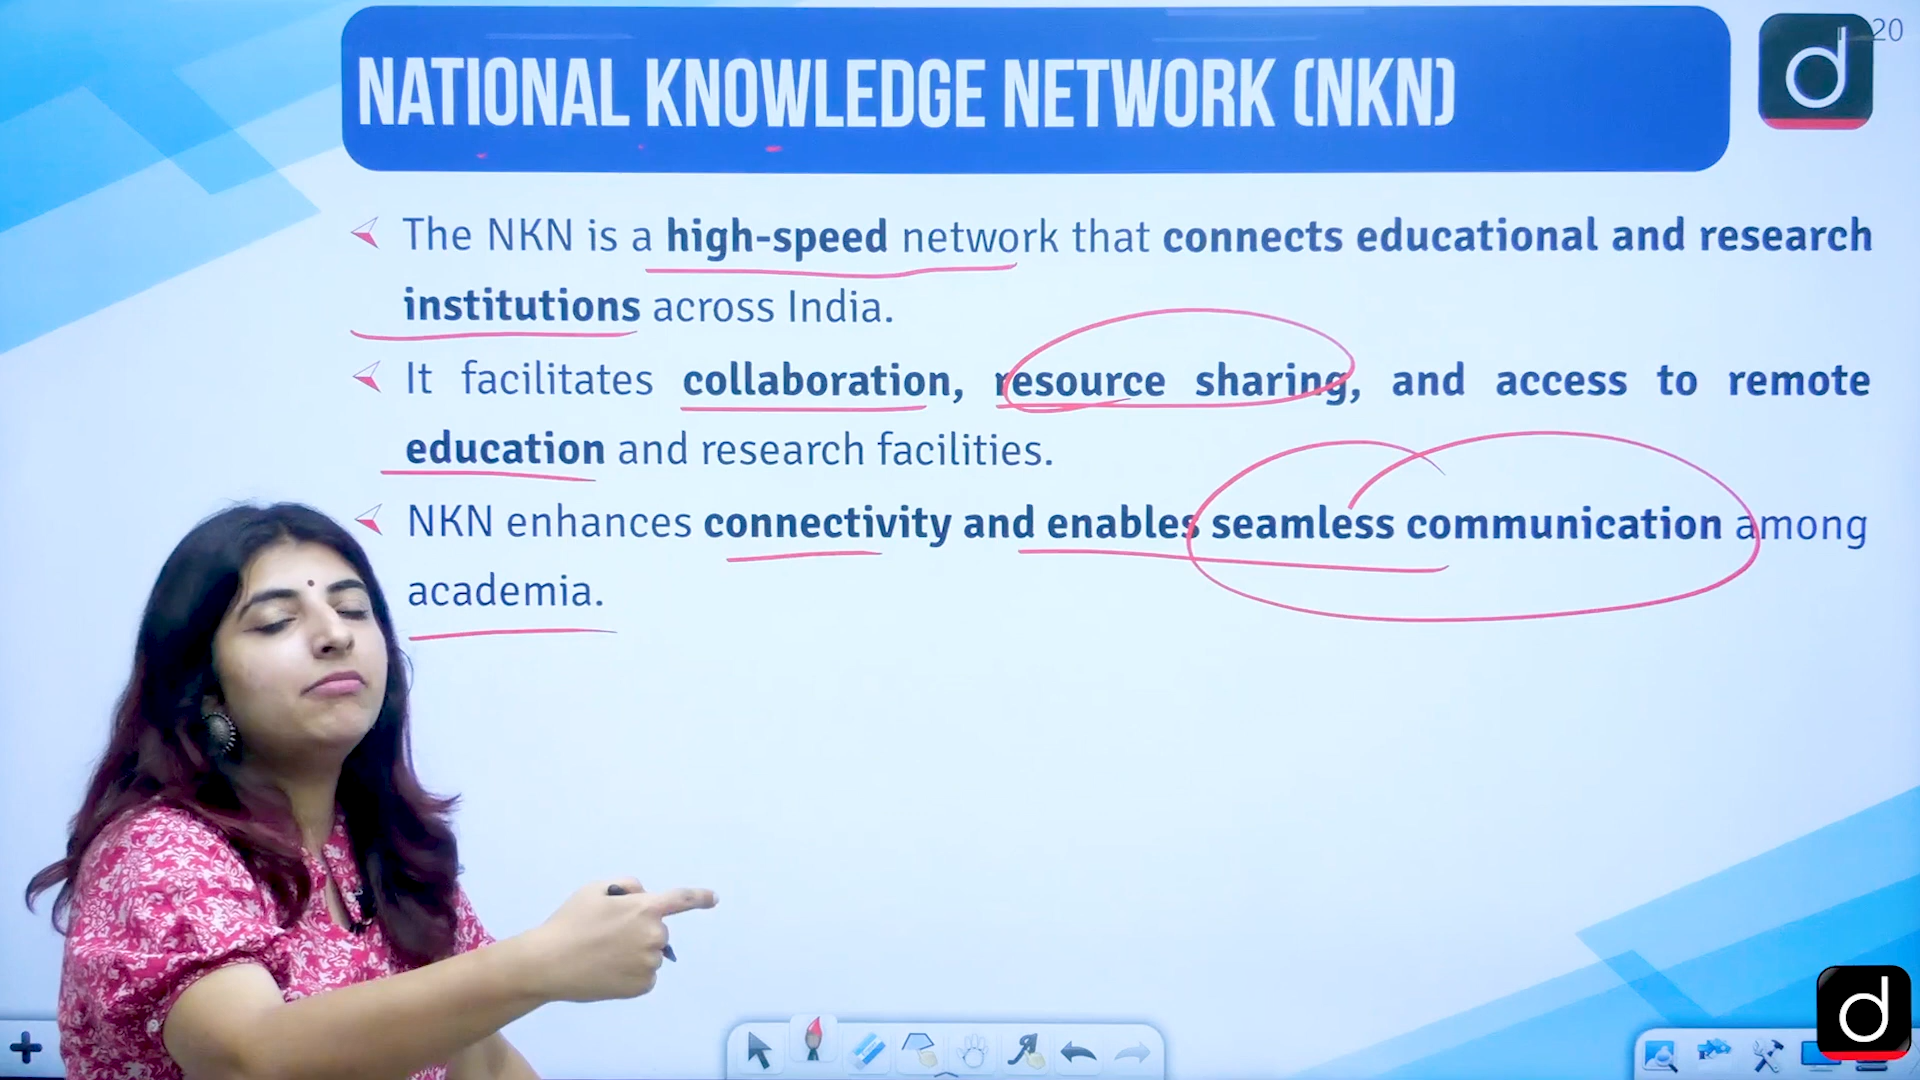 NATIONAL KNOWLEDGE NETWORK (NKN)
d
20
The NKN is a high-speed network that connects educational and research
institutions across India.
It facilitates collaboration, resource sharing, and access to remote
education and research facilities.
NKN enhances connectivity and enables seamless communication among
academia.
d